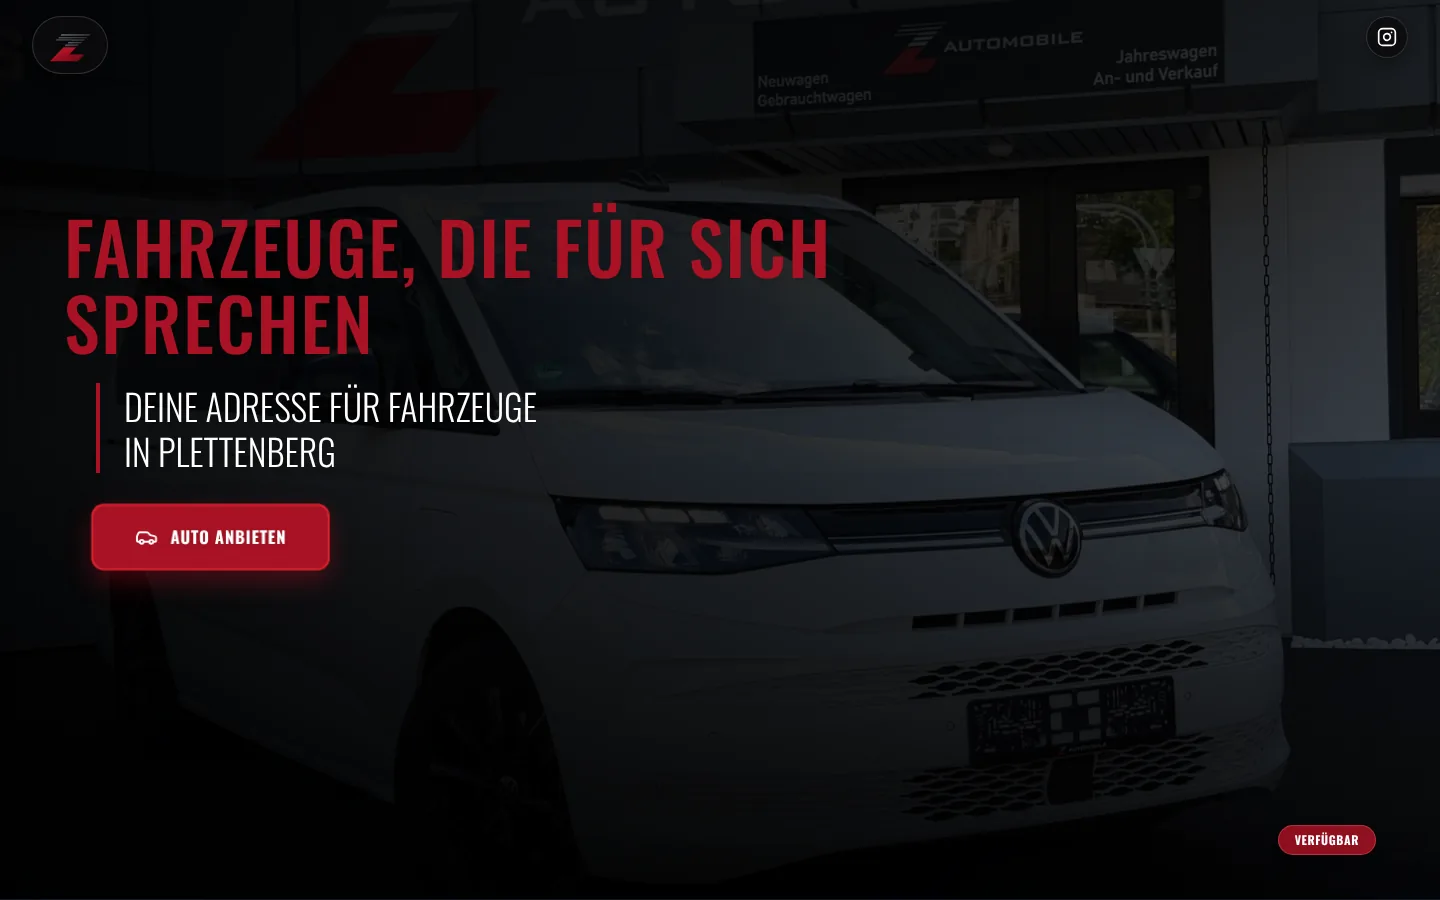 AUTOMOBILE
Jahreswagen
An- und Verkauf
Neuwagen
Gebrauchtwagen
FAHRZEUGE, DIE FÜR SICH
SPRECHEN
DEINE ADRESSE FÜR FAHRZEUGE
IN PLETTENBERG
AUTO ANBIETEN
VERFÜGBAR